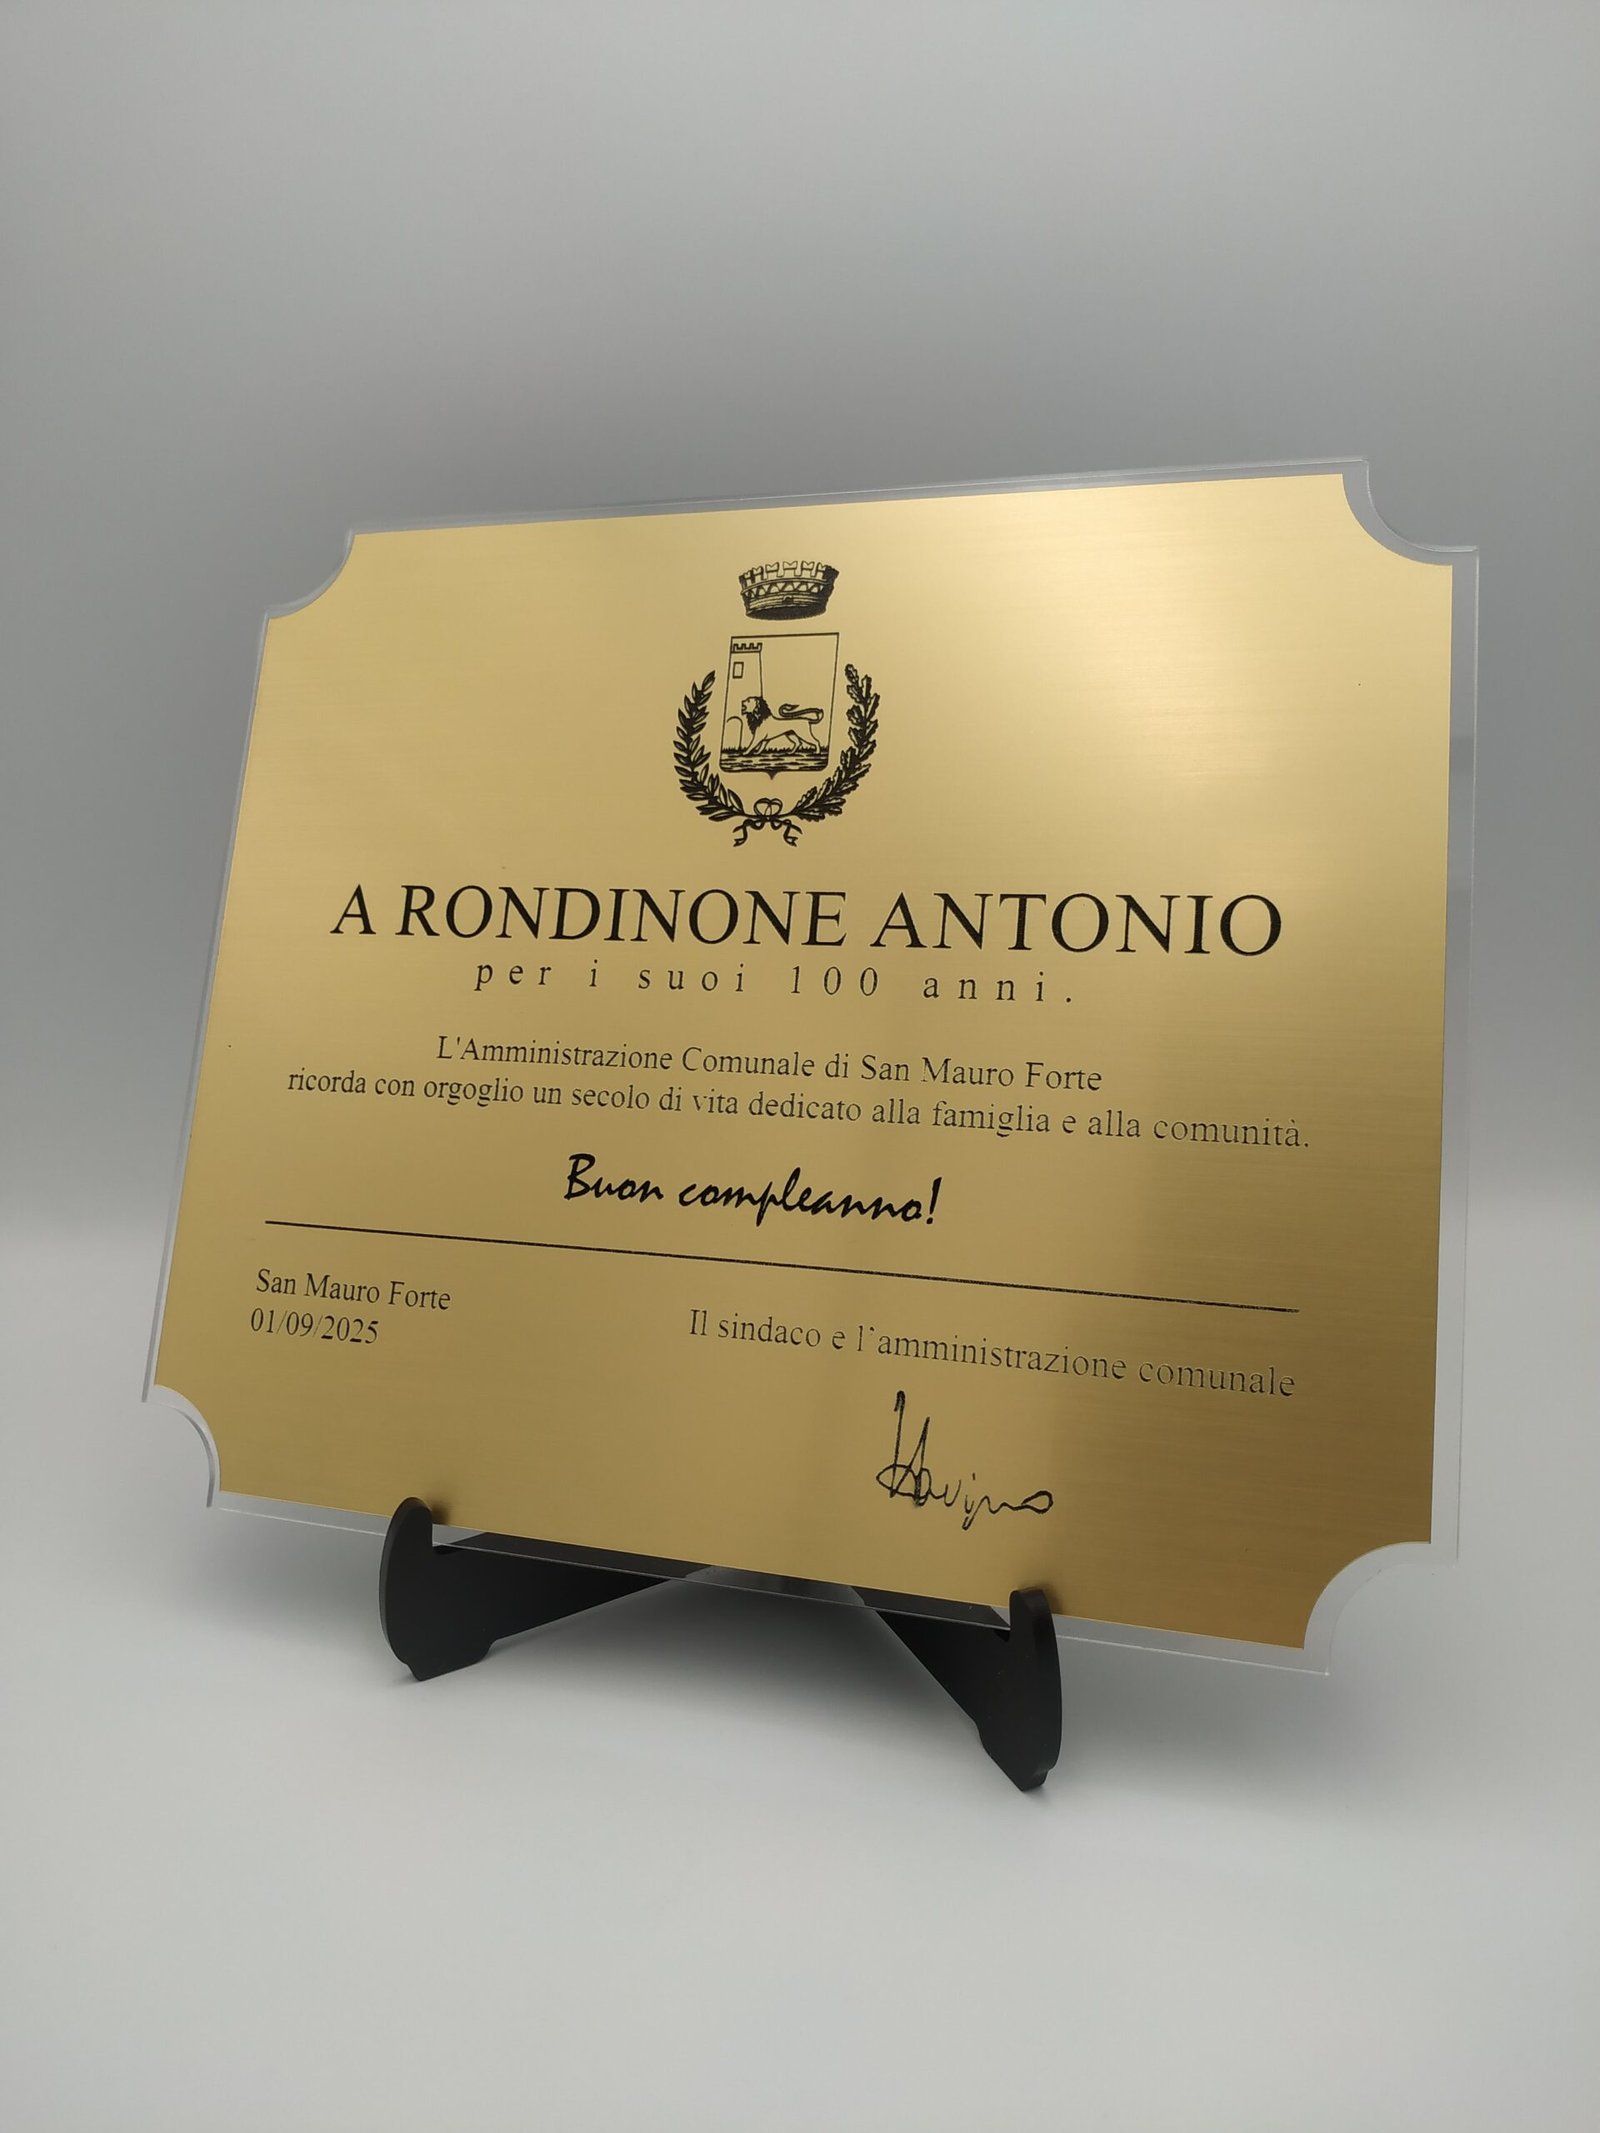 A RONDINONE ANTONIO
per i suoi 100 anni.
L'Amministrazione Comunale di San Mauro Forte
ricorda con orgoglio un secolo di vita dedicato alla famiglia e alla comunità.
Buon compleanno!
San Mauro Forte
01/09/2025
Il sindaco e l'amministrazione comunale